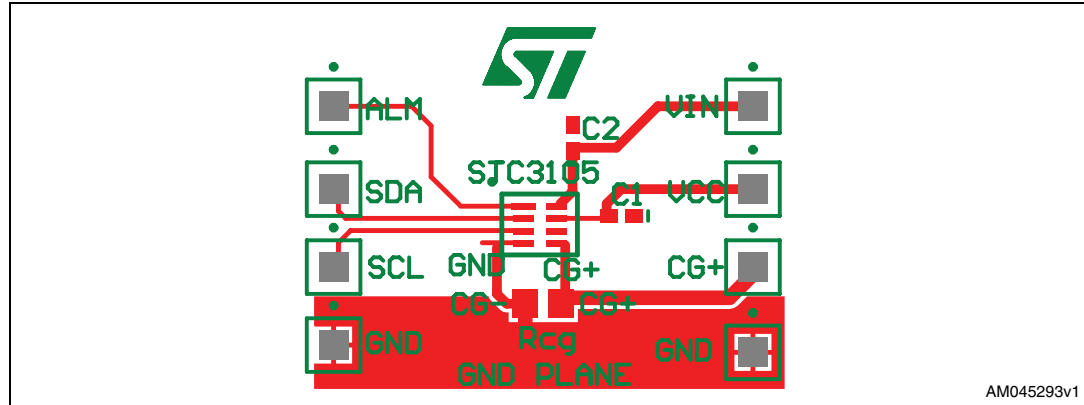 ST
ALM
VIN
C2
SJC3105
SDA
C1
VCC
SCL
GND
CG+
CG+
CG-
CG+
GND
Rcg
GND
GND PLANE
AM045293v1